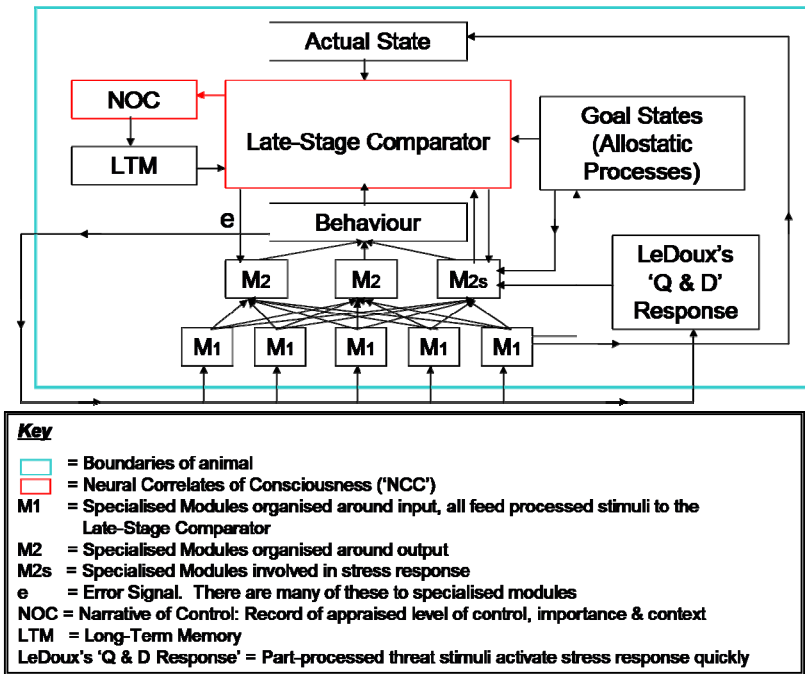 Actual State
NOC
Late-Stage Comparator
Goal States
(Allostatic
Processes)
LTM
e
Behaviour
LeDoux's
'Q & D'
Response
M2 M2 M2s
M1 M1 M1 M1 M1
Key
= Boundaries of animal
= Neural Correlates of Consciousness ('NCC')
M1 = Specialised Modules organised around input, all feed processed stimuli to the
Late-Stage Comparator
M2 = Specialised Modules organised around output
M2s = Specialised Modules involved in stress response
e = Error Signal. There are many of these to specialised modules
NOC = Narrative of Control: Record of appraised level of control, importance & context
LTM = Long-Term Memory
LeDoux's 'Q & D Response' = Part-processed threat stimuli activate stress response quickly